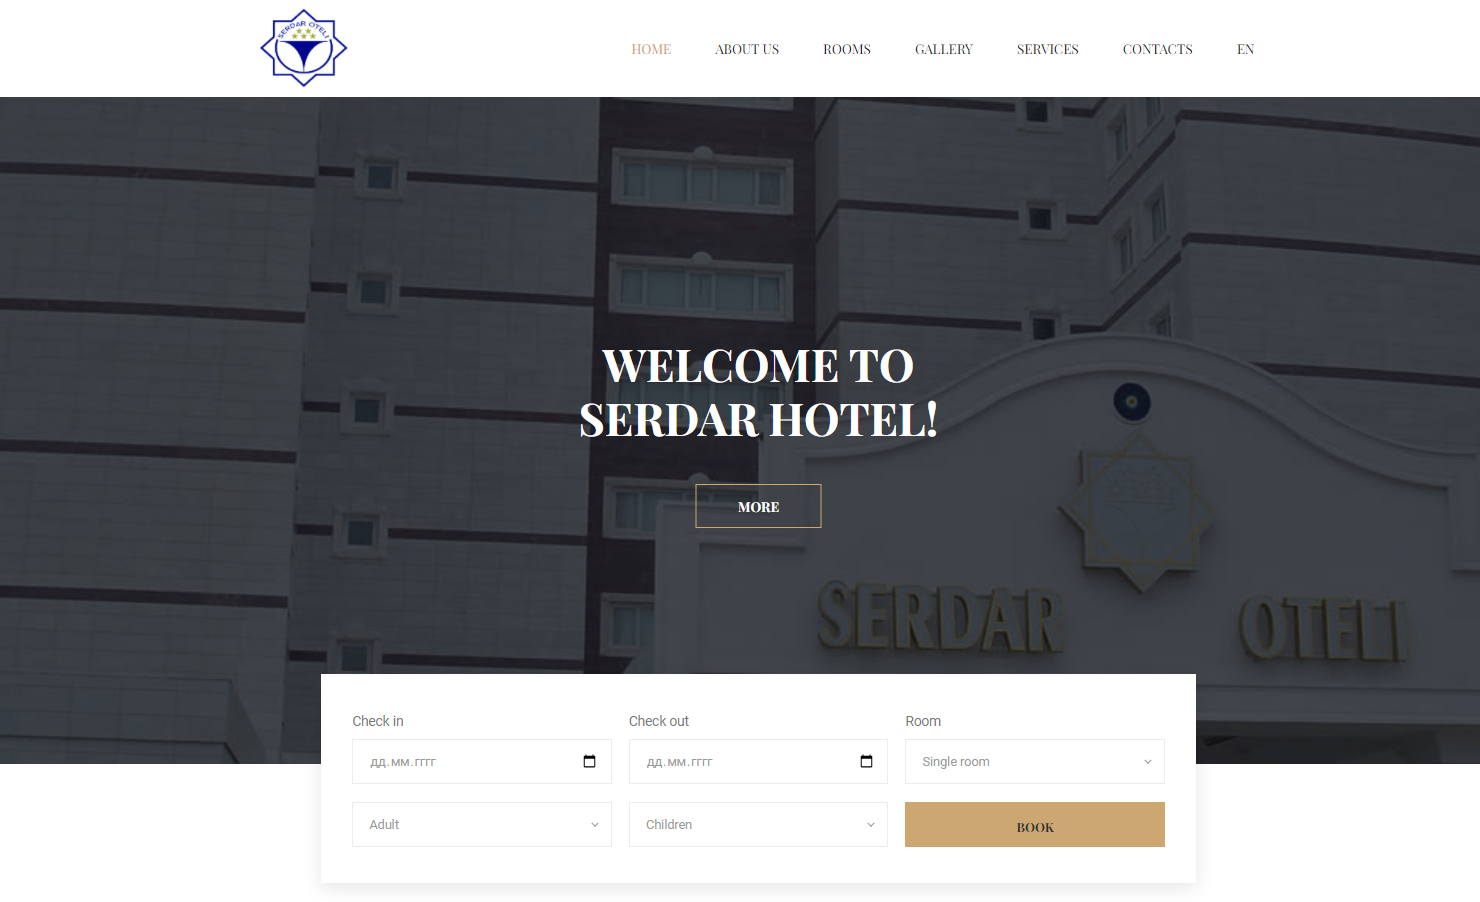 SERDAR OTELI
HOME
ABOUT US
ROOMS
GALLERY
SERVICES
CONTACTS
EN
WELCOME TO
SERDAR HOTEL!
MORE
SERDAR OTELI
Check in
Check out
Room
дд.мм.гггг
дд.мм.гггг
Single room
Adult
Children
BOOK